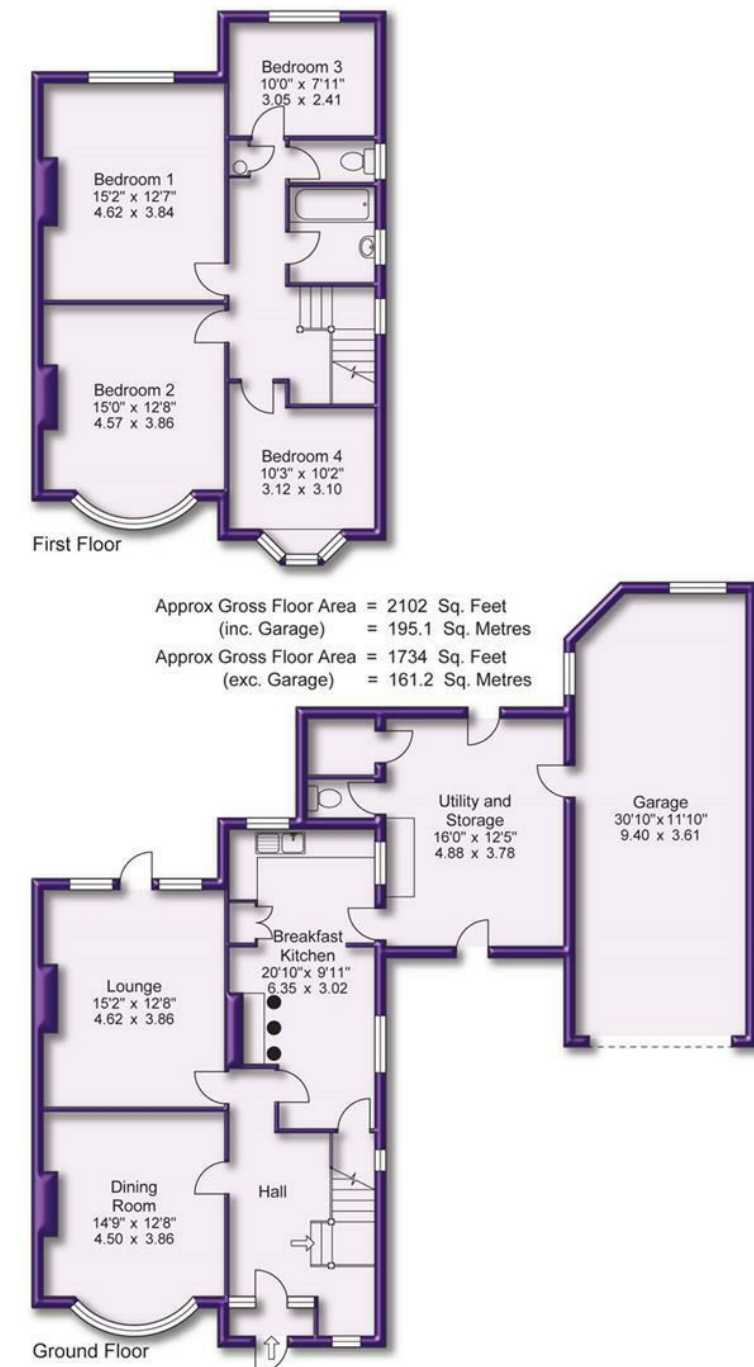 Bedroom 3
10'0" x 7'11"
3.05 x 2.41
Bedroom 1
15'2" x 12'7"
4.62 x 3.84
Bedroom 2
15'0" x 12'8"
4.57 x 3.86
Bedroom 4
10'3" x 10'2"
3.12 x 3.10
First Floor
Approx Gross Floor Area = 2102 Sq. Feet
(inc. Garage) = 195.1 Sq. Metres
Approx Gross Floor Area = 1734 Sq. Feet
(exc. Garage) = 161.2 Sq. Metres
Utility and
Storage
16'0" x 12'5"
4.88 x 3.78
Garage
30'10"x 11'10"
9.40 x 3.61
Breakfast
Kitchen
20'10"x 9'11"
6.35 x 3.02
Lounge
15'2" x 12'8"
4.62 x 3.86
Dining
Room
14'9" x 12'8"
4.50 x 3.86
Hall
Ground Floor